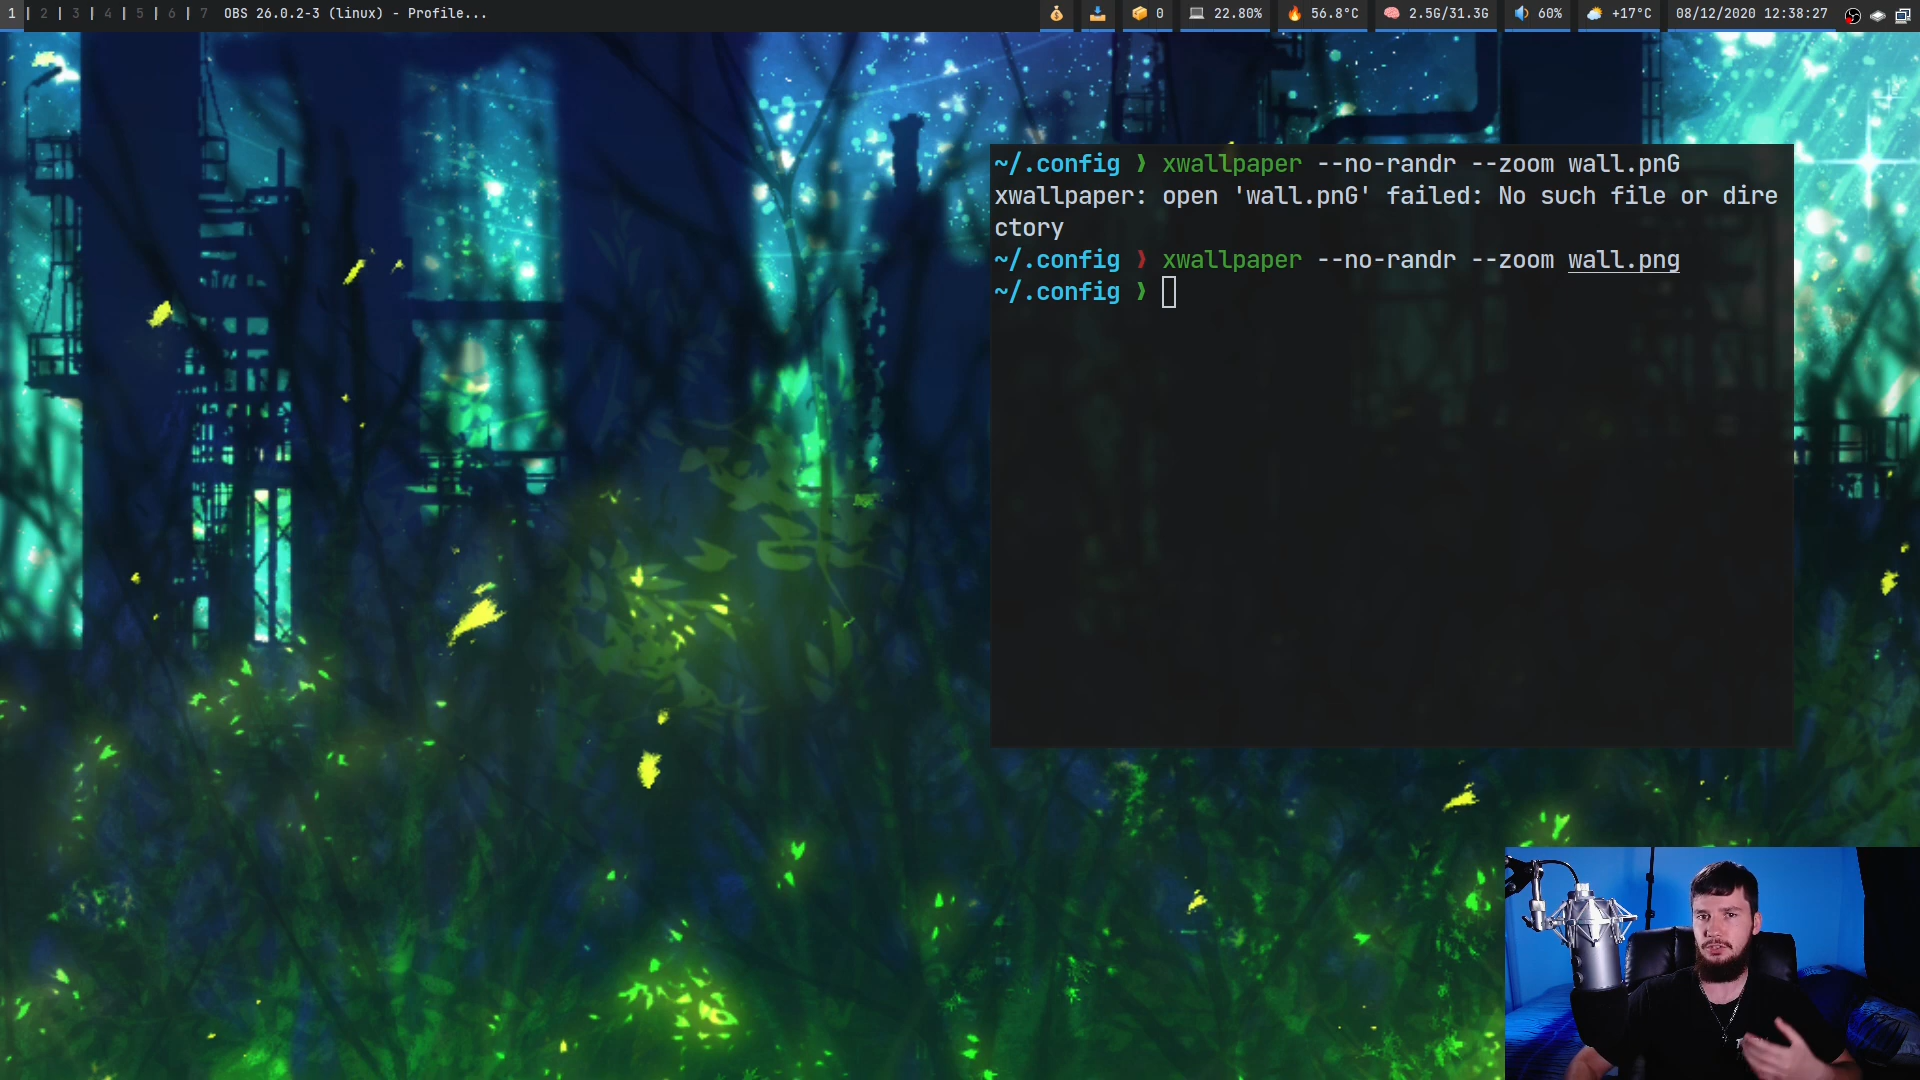 1 | 2 | 3 | 4 | 5 | 6 | 7 OBS 26.0.2-3 (linux) - Profile... 0 22.80% 56.8°C 2.5G/31.3G 60% +17°C 08/12/2020 12:38:27
~/.config ❯ xwallpaper --no-randr --zoom wall.pnG
xwallpaper: open 'wall.pnG' failed: No such file or dire
ctory
~/.config ❯ xwallpaper --no-randr --zoom wall.png
~/.config ❯